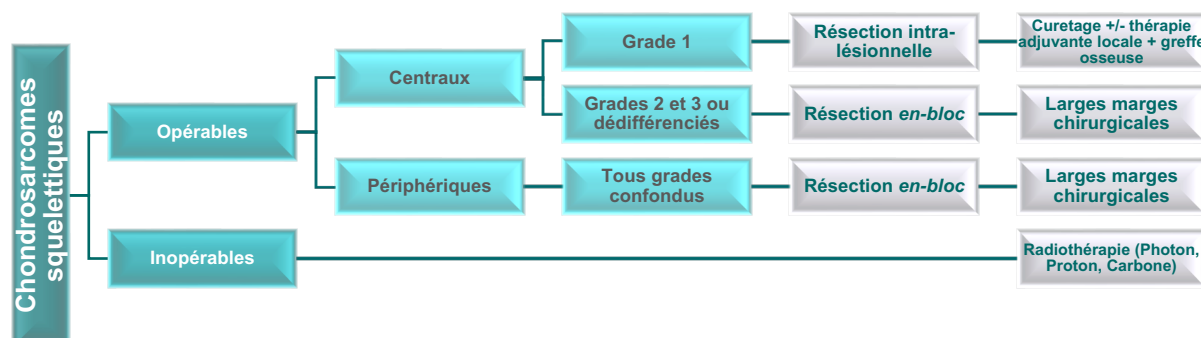 Chondrosarcomes
squelettiques
Opérables
Inopérables
Centraux
Périphériques
Grade 1
Grades 2 et 3 ou
dédifférenciés
Tous grades
confondus
Résection intra-
lésionnelle
Résection en-bloc
Résection en-bloc
Curetage +/- thérapie
adjuvante locale + greffe
osseuse
Larges marges
chirurgicales
Larges marges
chirurgicales
Radiothérapie (Photon,
Proton, Carbone)